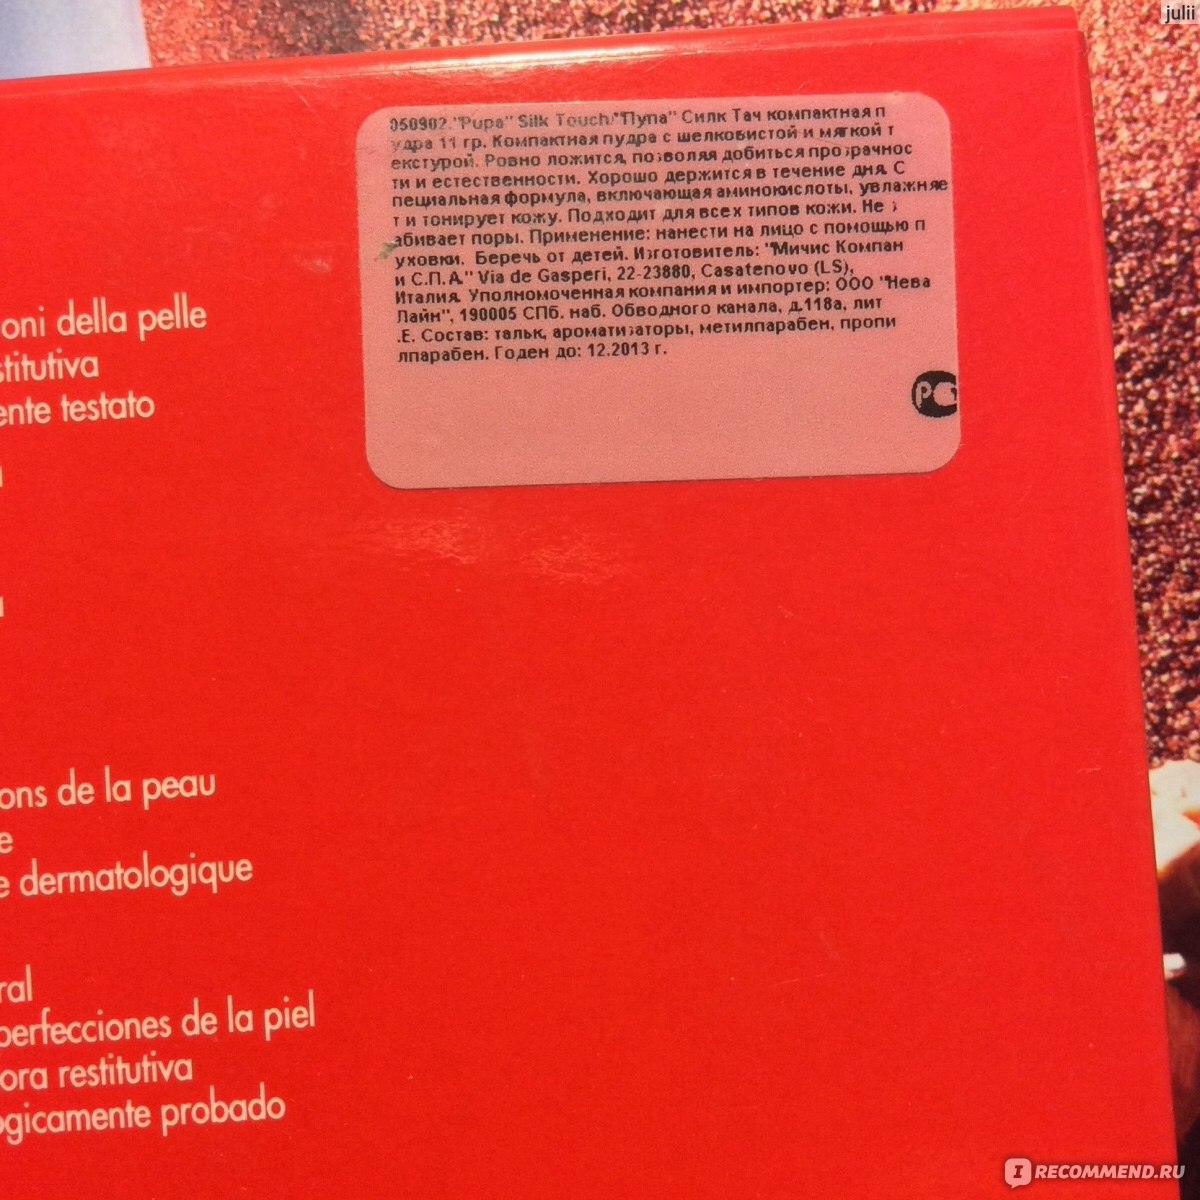 julii
050902."Pupa" Silk Touch/"Пупа" Силк Тач компактная п
удра 11 гр. Компактная пудра с шелковистой и мягкой т
екстурой. Ровно ложится, позволяя добиться прозрачнос
ти и естественности. Хорошо держится в течение дня. С
пециальная формула, включающая аминокислоты, увлажняе
т и тонирует кожу. Подходит для всех типов кожи. Не з
абивает поры. Применение: нанести на лицо с помощью п
уховки. Беречь от детей. Изготовитель: "Мичис Компан
и С.П.А." Via de Gasperi, 22-23880, Casatenovo (LS),
Италия. Уполномоченная компания и импортер: ООО "Нева
Лайн", 190005 СПб. наб. Обводного канала, д.118а, лит
.Е. Состав: тальк, ароматизаторы, метилпарабен, пропи
лпарабен. Годен до: 12.2013 г.
oni della pelle
stitutiva
ente testato
ons de la peau
e
e dermatologique
ral
perfecciones de la piel
ora restitutiva
ogicamente probado
IRECOMMEND.RU